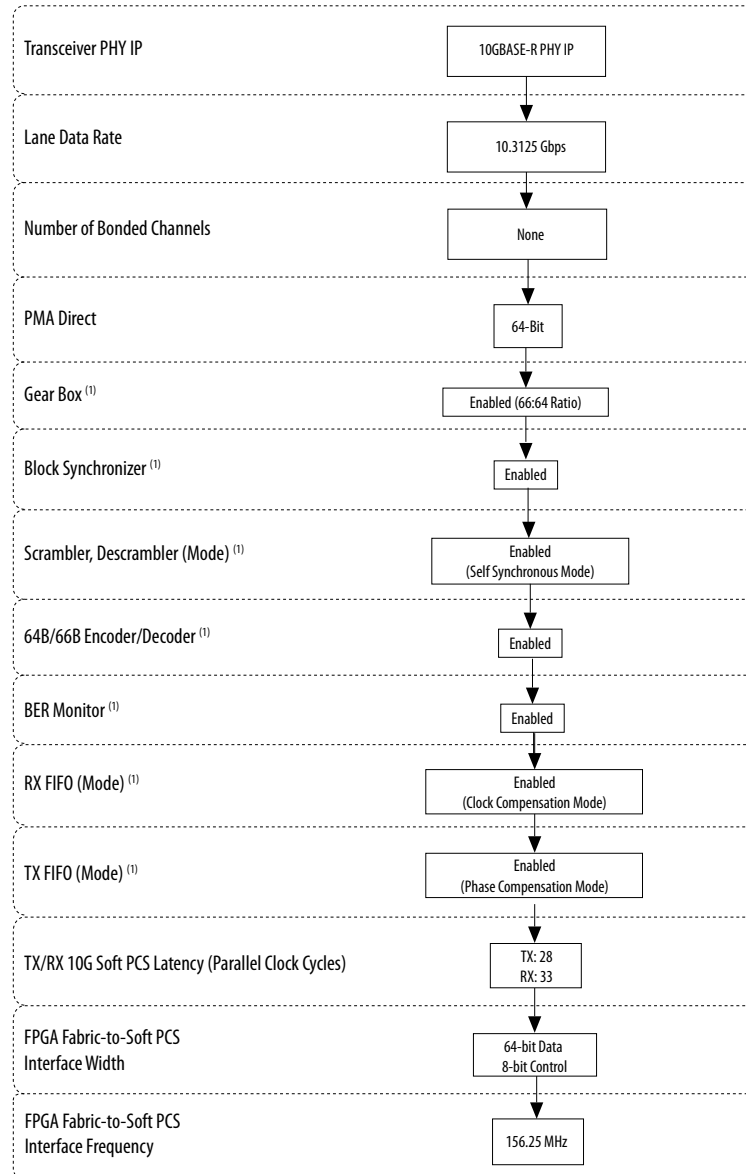 Transceiver PHY IP
10GBASE-R PHY IP
Lane Data Rate
10.3125 Gbps
Number of Bonded Channels
None
PMA Direct
64-Bit
Gear Box (1)
Enabled (66:64 Ratio)
Block Synchronizer (1)
Enabled
Scrambler, Descrambler (Mode) (1)
Enabled
(Self Synchronous Mode)
64B/66B Encoder/Decoder (1)
Enabled
BER Monitor (1)
Enabled
RX FIFO (Mode) (1)
Enabled
(Clock Compensation Mode)
TX FIFO (Mode) (1)
Enabled
(Phase Compensation Mode)
TX/RX 10G Soft PCS Latency (Parallel Clock Cycles)
TX: 28
RX: 33
FPGA Fabric-to-Soft PCS
Interface Width
64-bit Data
8-bit Control
FPGA Fabric-to-Soft PCS
Interface Frequency
156.25 MHz